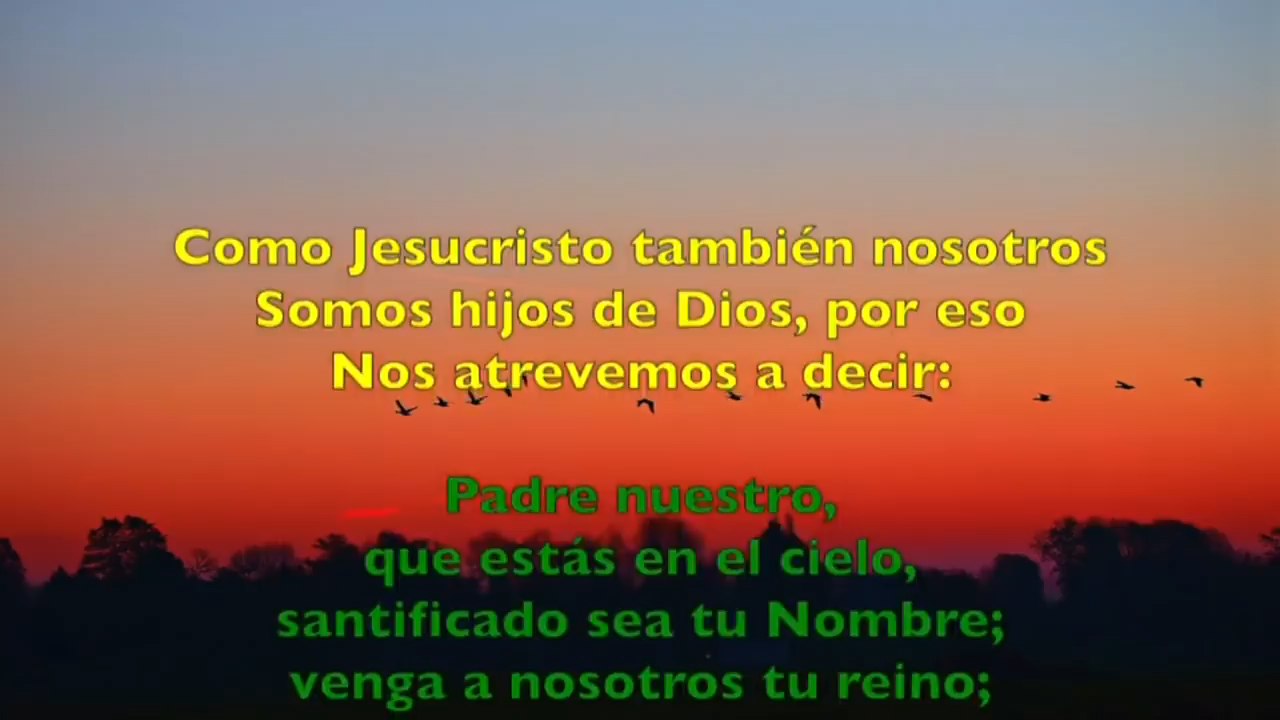 Como Jesucristo también nosotros
Somos hijos de Dios, por eso
Nos atrevemos a decir:
Padre nuestro,
que estás en el cielo,
santificado sea tu Nombre;
venga a nosotros tu reino;